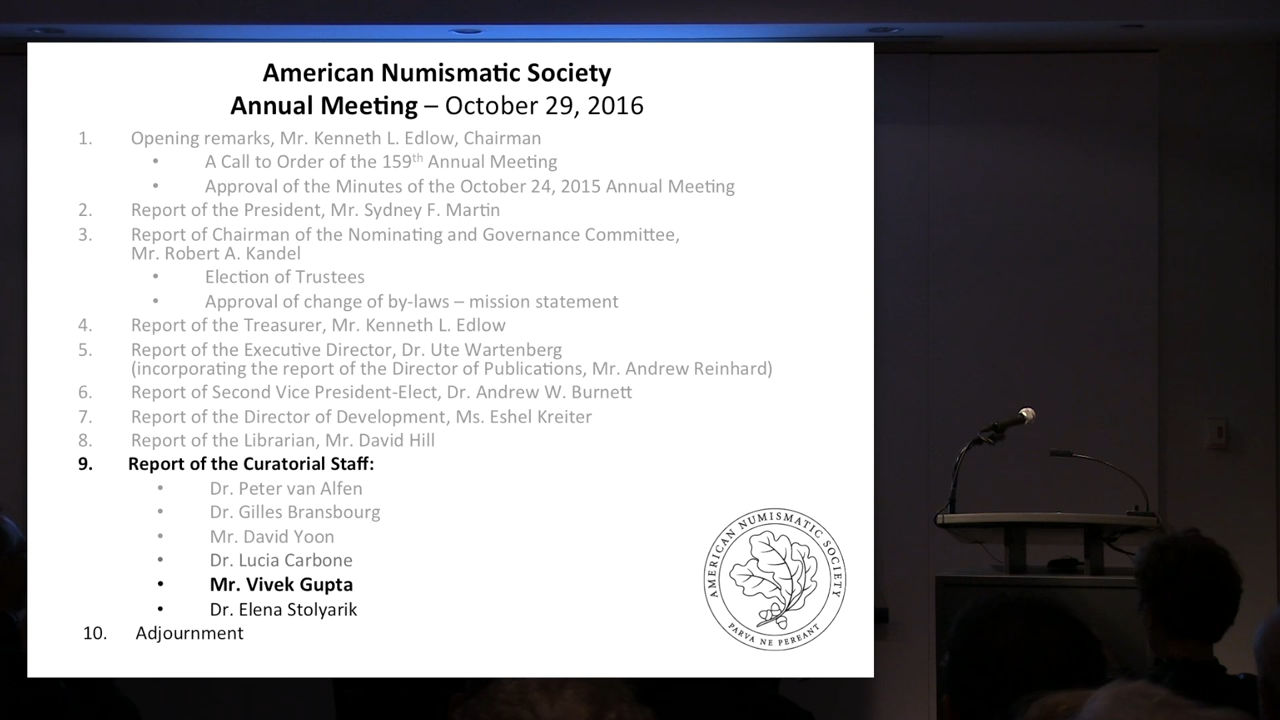 American Numismatic Society
Annual Meeting – October 29, 2016
1. Opening remarks, Mr. Kenneth L. Edlow, Chairman
• A Call to Order of the 159th Annual Meeting
• Approval of the Minutes of the October 24, 2015 Annual Meeting
2. Report of the President, Mr. Sydney F. Martin
3. Report of Chairman of the Nominating and Governance Committee,
Mr. Robert A. Kandel
• Election of Trustees
• Approval of change of by-laws – mission statement
4. Report of the Treasurer, Mr. Kenneth L. Edlow
5. Report of the Executive Director, Dr. Ute Wartenberg
(incorporating the report of the Director of Publications, Mr. Andrew Reinhard)
6. Report of Second Vice President-Elect, Dr. Andrew W. Burnett
7. Report of the Director of Development, Ms. Eshel Kreiter
8. Report of the Librarian, Mr. David Hill
9. Report of the Curatorial Staff:
• Dr. Peter van Alfen
• Dr. Gilles Bransbourg
• Mr. David Yoon
• Dr. Lucia Carbone
• Mr. Vivek Gupta
• Dr. Elena Stolyarik
10. Adjournment
AMERICAN NUMISMATIC SOCIETY
PARVA NE PEREANT